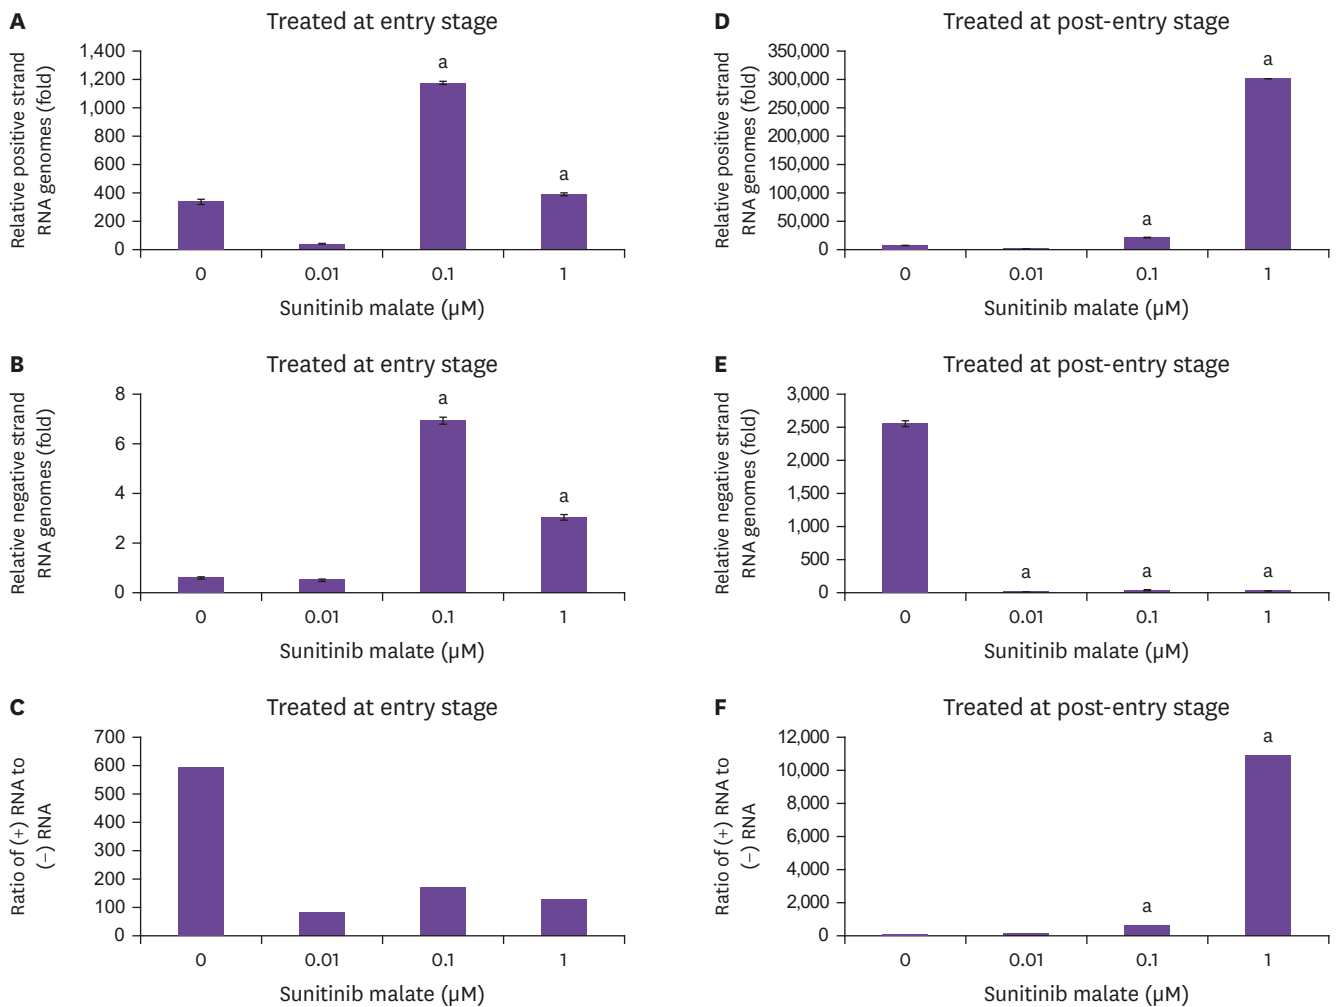 A
Treated at entry stage
Relative positive strand
RNA genomes (fold)
1,400
1,200
1,000
800
600
400
200
0
a
a
0 0.01 0.1 1
Sunitinib malate (µM)
B
Treated at entry stage
Relative negative strand
RNA genomes (fold)
8
6
4
2
0
a
a
0 0.01 0.1 1
Sunitinib malate (µM)
C
Treated at entry stage
Ratio of (+) RNA to
(−) RNA
700
600
500
400
300
200
100
0
0 0.01 0.1 1
Sunitinib malate (µM)
D
Treated at post-entry stage
Relative positive strand
RNA genomes (fold)
350,000
300,000
250,000
200,000
150,000
100,000
50,000
0
a
a
0 0.01 0.1 1
Sunitinib malate (µM)
E
Treated at post-entry stage
Relative negative strand
RNA genomes (fold)
3,000
2,500
2,000
1,500
1,000
500
0
a a a
0 0.01 0.1 1
Sunitinib malate (µM)
F
Treated at post-entry stage
Ratio of (+) RNA to
(−) RNA
12,000
10,000
8,000
6,000
4,000
2,000
0
a
a
0 0.01 0.1 1
Sunitinib malate (µM)